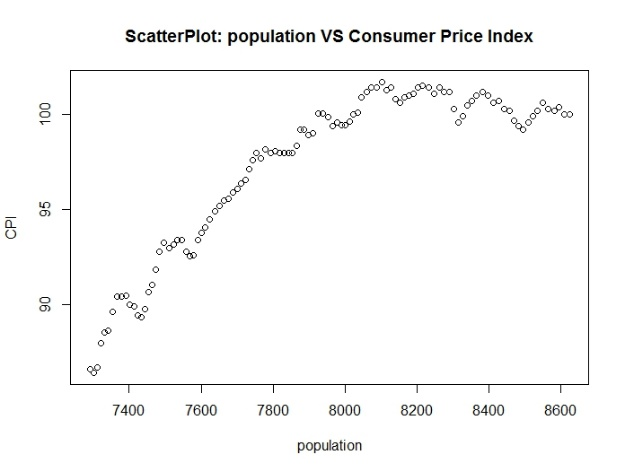 ScatterPlot: population VS Consumer Price Index
100
95
90
CPI
7400 7600 7800 8000 8200 8400 8600
population